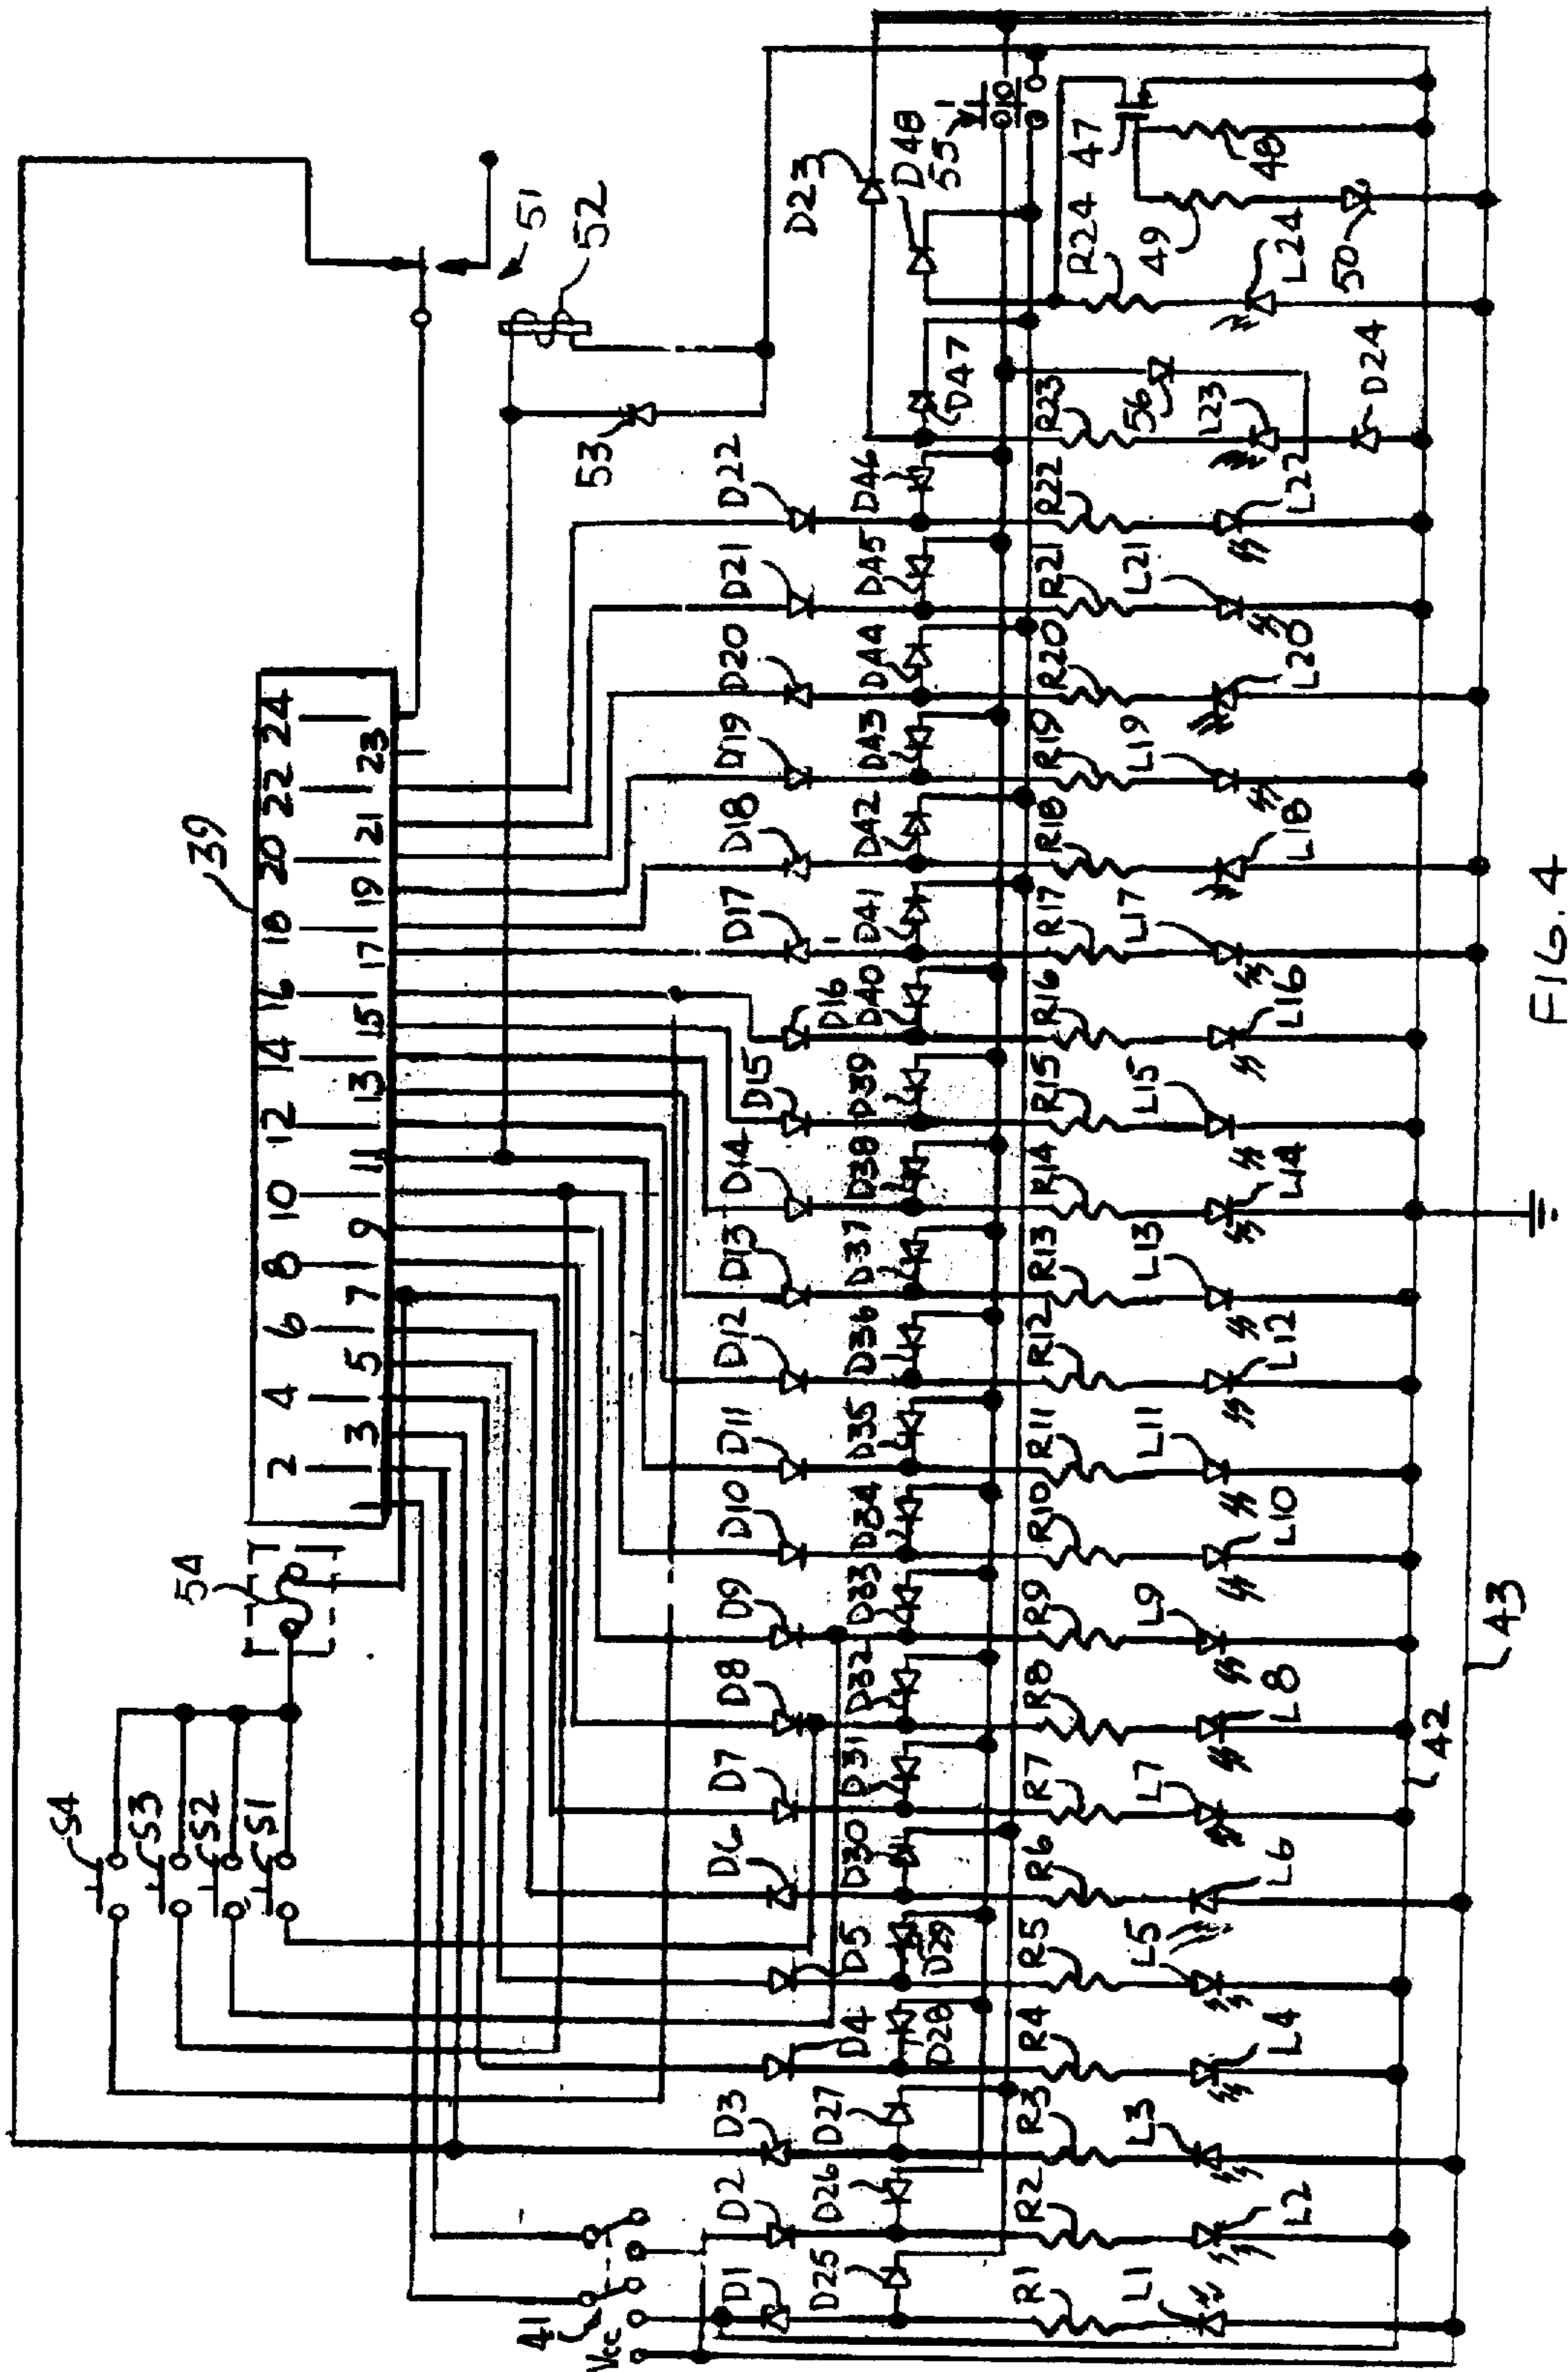 39
2 4 6 8 10 12 14 16 18 20 22 24
1 3 5 7 9 11 13 15 17 19 21 23
54
51
52
53
S4
S3
S2
S1
41
Vcc
D1 D2 D3 D4 D5 D6 D7 D8 D9 D10 D11 D12 D13 D14 D15 D16 D17 D18 D19 D20 D21 D22 D23
D25 D26 D27 D28 D29 D30 D31 D32 D33 D34 D35 D36 D37 D38 D39 D40 D41 D42 D43 D44 D45 D46 D47 D48
55
R1 R2 R3 R4 R5 R6 R7 R8 R9 R10 R11 R12 R13 R14 R15 R16 R17 R18 R19 R20 R21 R22 R23 R24
56
49
47
48
L1 L2 L3 L4 L5 L6 L7 L8 L9 L10 L11 L12 L13 L14 L15 L16 L17 L18 L19 L20 L21 L22 L23 L24
D24
50
42
43
FIG. 4